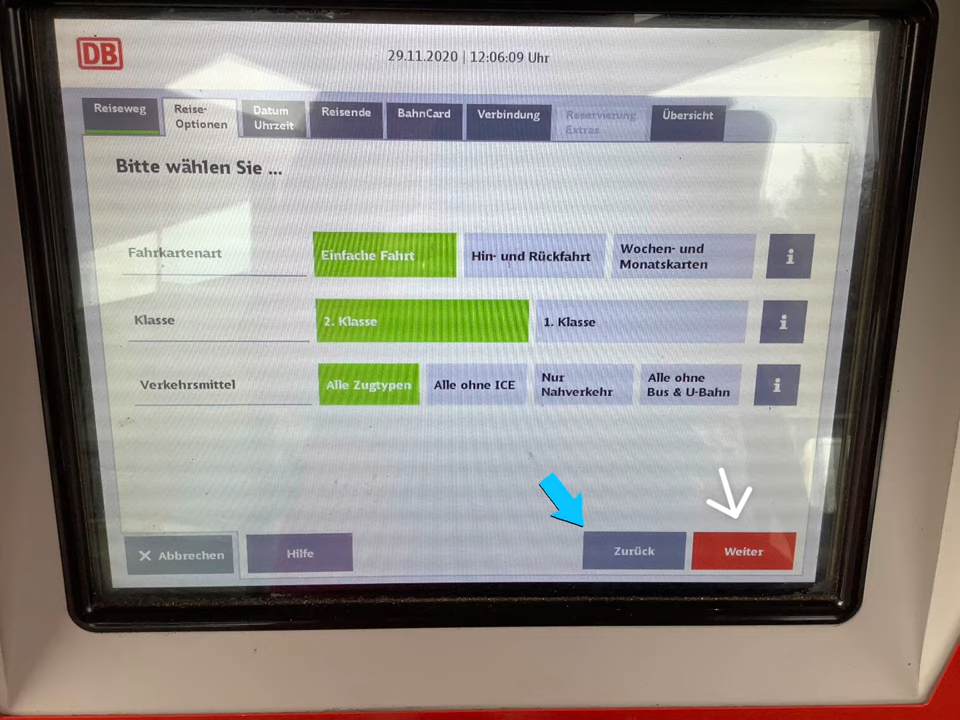 DB
29.11.2020 | 12:06:09 Uhr
Reiseweg
Reise-
Optionen
Datum
Uhrzeit
Reisende
BahnCard
Verbindung
Reservierung
Extras
Übersicht
Bitte wählen Sie ...
Fahrkartenart
Einfache Fahrt
Hin- und Rückfahrt
Wochen- und
Monatskarten
i
Klasse
2. Klasse
1. Klasse
i
Verkehrsmittel
Alle Zugtypen
Alle ohne ICE
Nur
Nahverkehr
Alle ohne
Bus & U-Bahn
i
X Abbrechen
Hilfe
Zurück
Weiter